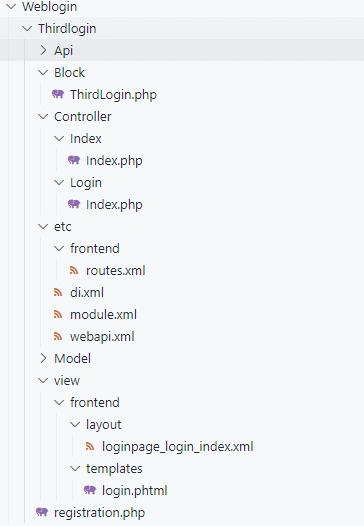 Weblogin
Thirdlogin
Api
Block
ThirdLogin.php
Controller
Index
Index.php
Login
Index.php
etc
frontend
routes.xml
di.xml
module.xml
webapi.xml
Model
view
frontend
layout
loginpage_login_index.xml
templates
login.phtml
registration.php